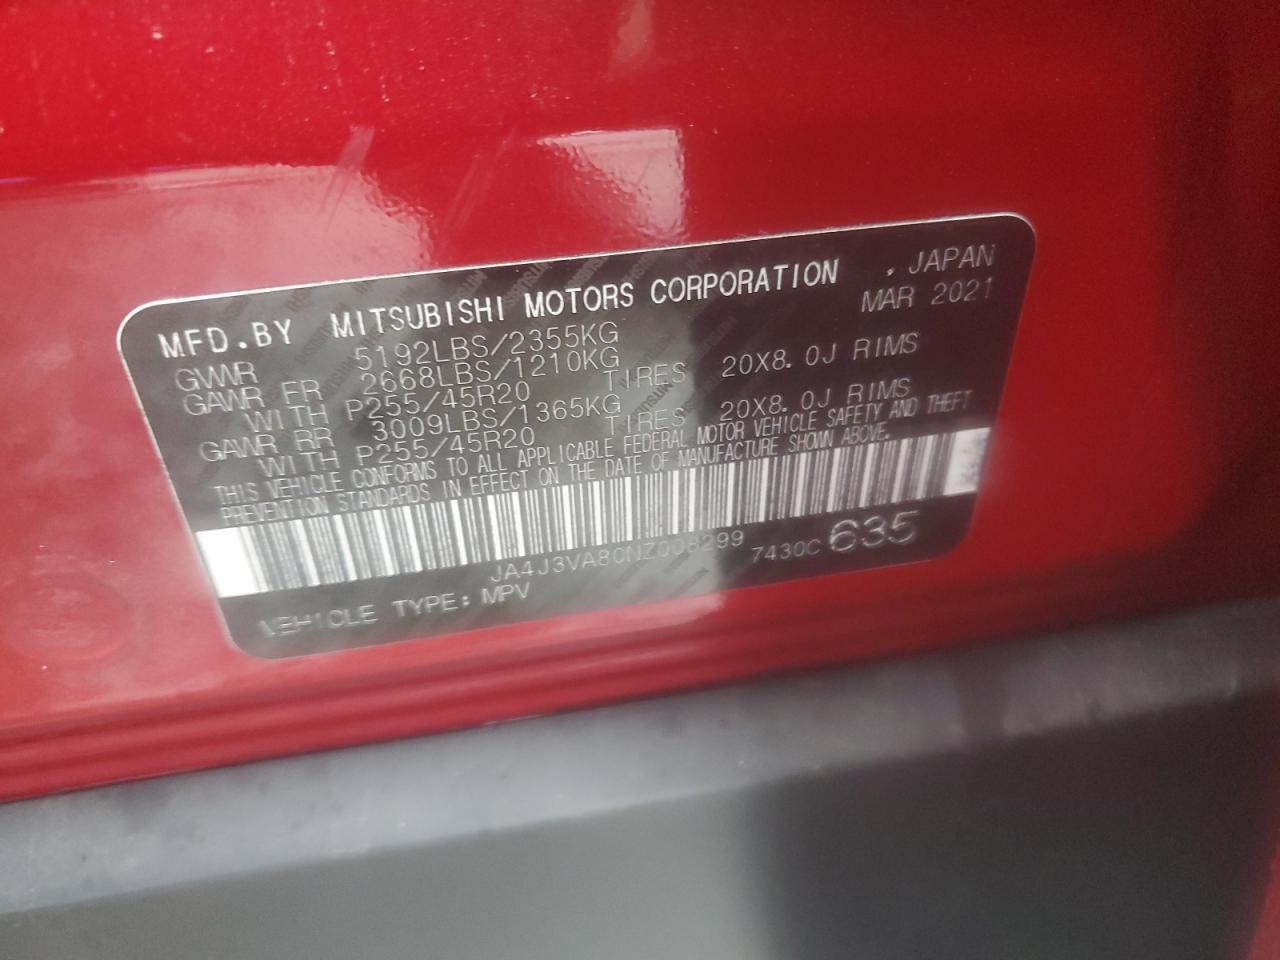 MFD.BY MITSUBISHI MOTORS CORPORATION , JAPAN
GVWR 5192LBS/2355KG MAR 2021
GAWR FR 2668LBS/1210KG
WITH P255/45R20 TIRES 20X8.0J RIMS
GAWR RR 3009LBS/1365KG
WITH P255/45R20 TIRES 20X8.0J RIMS
THIS VEHICLE CONFORMS TO ALL APPLICABLE FEDERAL MOTOR VEHICLE SAFETY AND THEFT
PREVENTION STANDARDS IN EFFECT ON THE DATE OF MANUFACTURE SHOWN ABOVE.
JA4J3VA80NZ008299 7430C 635
VEHICLE TYPE: MPV